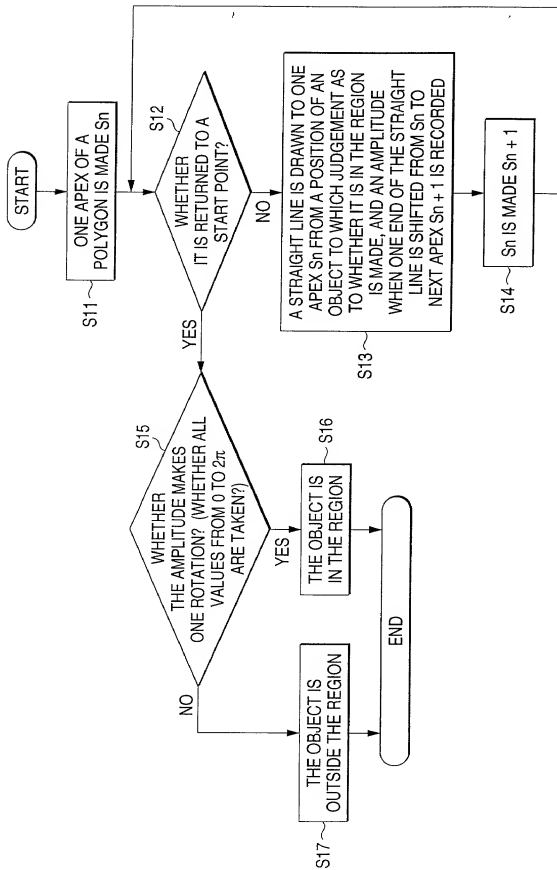 START
ONE APEX OF A
POLYGON IS MADE Sn
S11
WHETHER
IT IS RETURNED TO A
START POINT?
S12
NO
YES
A STRAIGHT LINE IS DRAWN TO ONE
APEX Sn FROM A POSITION OF AN
OBJECT TO WHICH JUDGEMENT AS
TO WHETHER IT IS IN THE REGION
IS MADE, AND AN AMPLITUDE
WHEN ONE END OF THE STRAIGHT
LINE IS SHIFTED FROM Sn TO
NEXT APEX Sn + 1 IS RECORDED
S13
Sn IS MADE Sn + 1
S14
WHETHER
THE AMPLITUDE MAKES
ONE ROTATION? (WHETHER ALL
VALUES FROM 0 TO 2π
ARE TAKEN?)
S15
YES
NO
THE OBJECT IS
IN THE REGION
S16
THE OBJECT IS
OUTSIDE THE REGION
S17
END